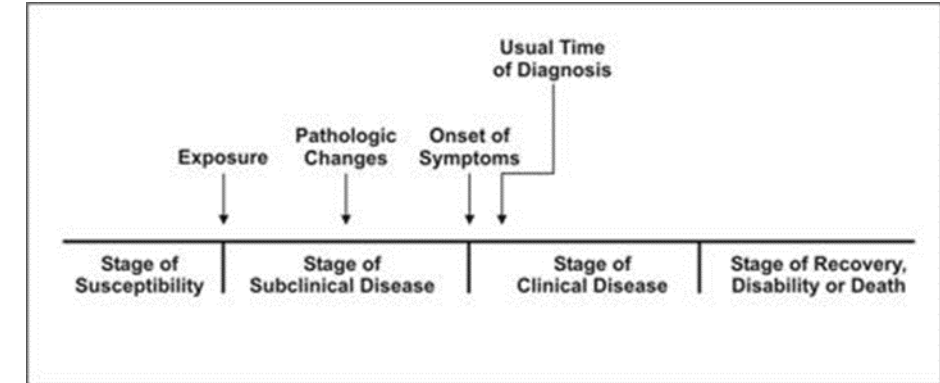 Usual Time
of Diagnosis
Pathologic
Changes
Onset of
Symptoms
Exposure
Stage of
Susceptibility
Stage of
Subclinical Disease
Stage of
Clinical Disease
Stage of Recovery,
Disability or Death